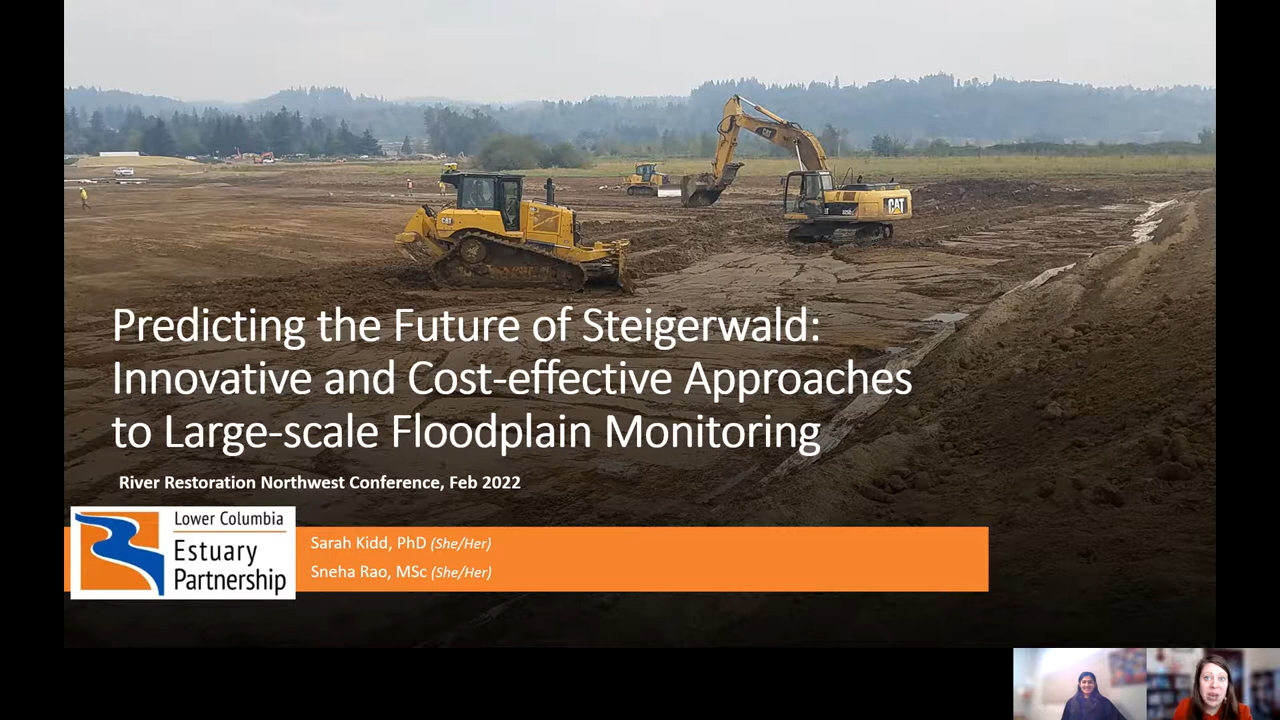 CAT
CAT
325D
Predicting the Future of Steigerwald:
Innovative and Cost-effective Approaches
to Large-scale Floodplain Monitoring
River Restoration Northwest Conference, Feb 2022
Lower Columbia
Estuary
Partnership
Sarah Kidd, PhD (She/Her)
Sneha Rao, MSc (She/Her)